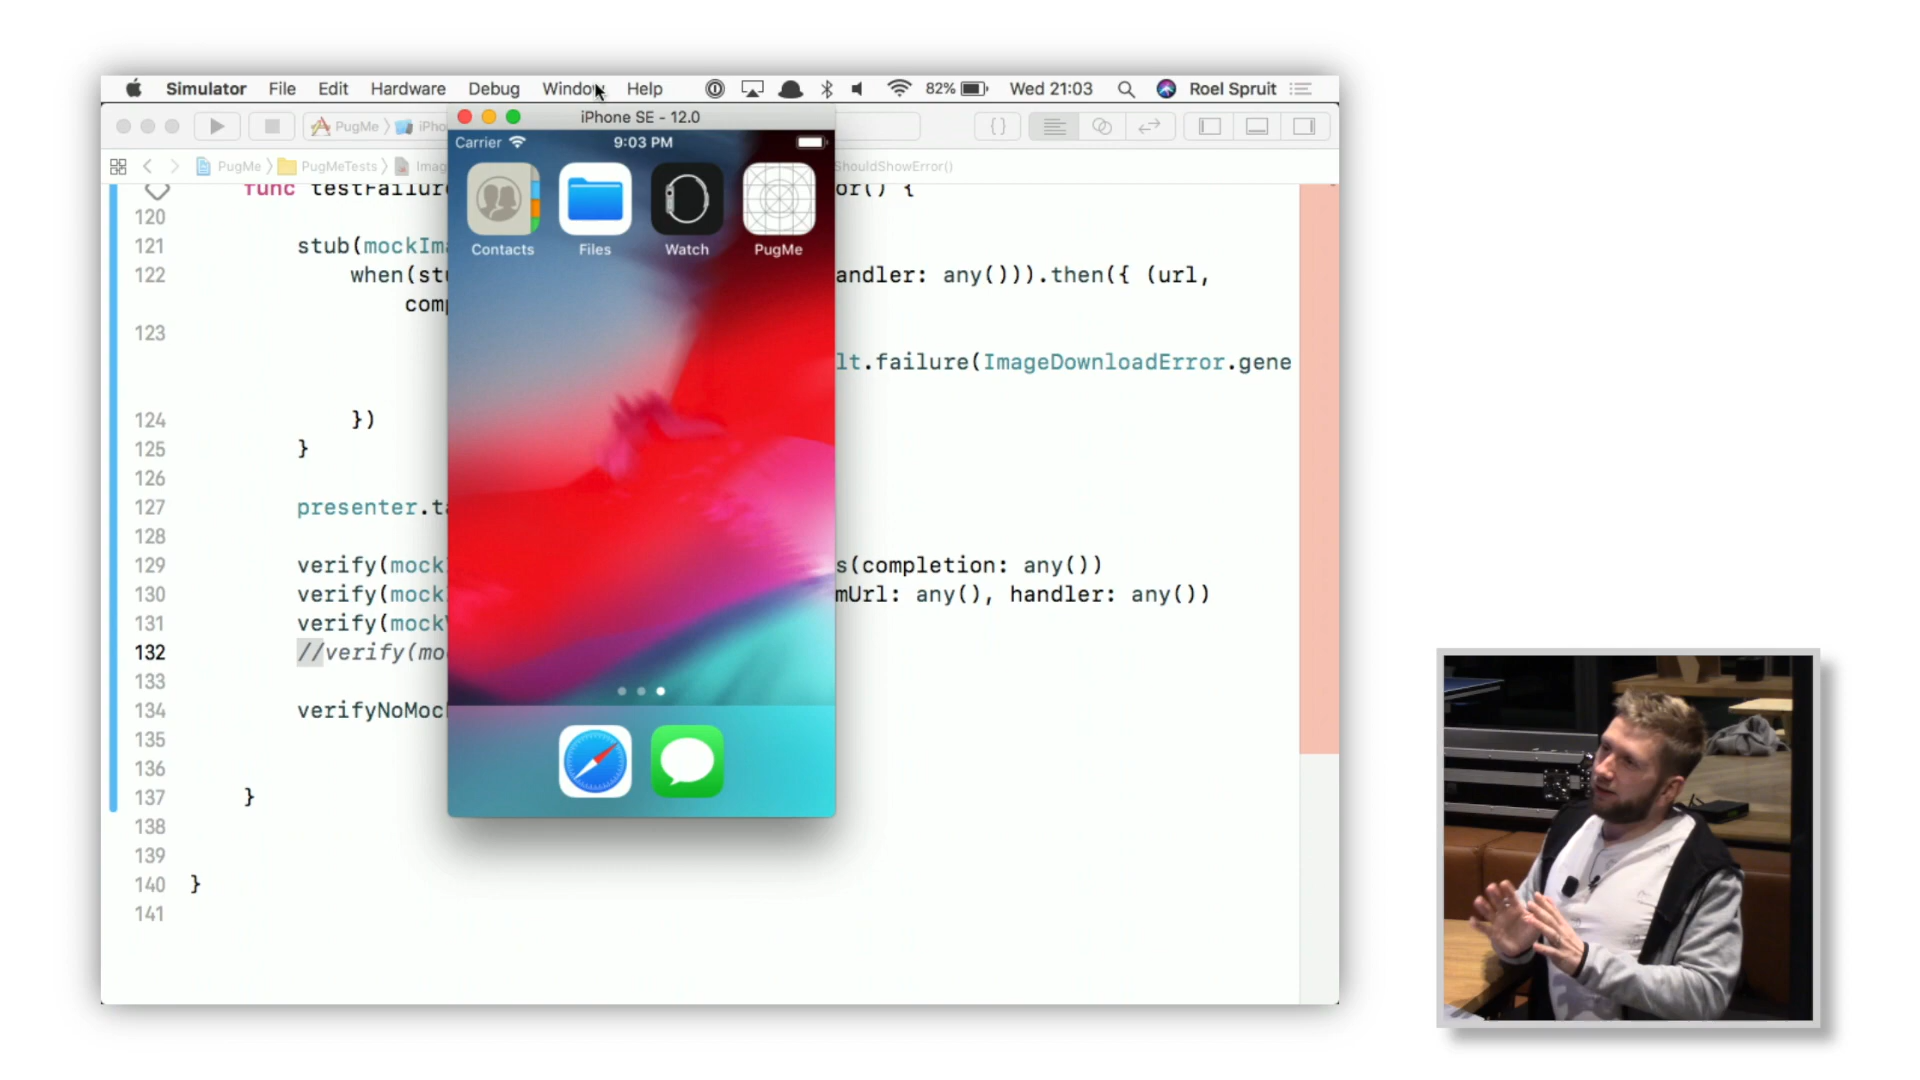 Simulator File Edit Hardware Debug Window Help 82% Wed 21:03 Roel Spruit
iPhone SE - 12.0
PugMe iPho
Carrier 9:03 PM
PugMe PugMeTests Imag ShouldShowError()
func testFailur or() {
120
121 stub(mockIm
122 when(st andler: any())).then({ (url,
comp
123
lt.failure(ImageDownloadError.gene
124 })
125 }
126
127 presenter.ta
128
129 verify(mock s(completion: any())
130 verify(mock mUrl: any(), handler: any())
131 verify(mock
132 //verify(mo
133
134 verifyNoMoc
135
136
137 }
138
139
140 }
141
Contacts Files Watch PugMe